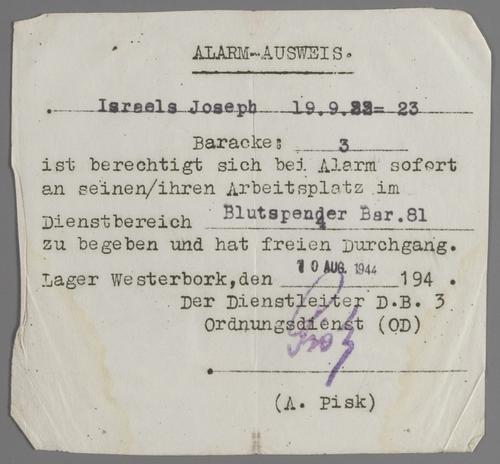 ALARM-AUSWEIS.
Israels Joseph 19.9.22= 23
Baracke: 3
ist berechtigt sich bei Alarm sofort
an seinen/ihren Arbeitsplatz im
Dienstbereich Blutspender Bar.81
zu begeben und hat freien Durchgang.
Lager Westerbork,den 10 AUG. 1944 194 .
Der Dienstleiter D.B. 3
Ordnungsdienst (OD)
(A. Pisk)